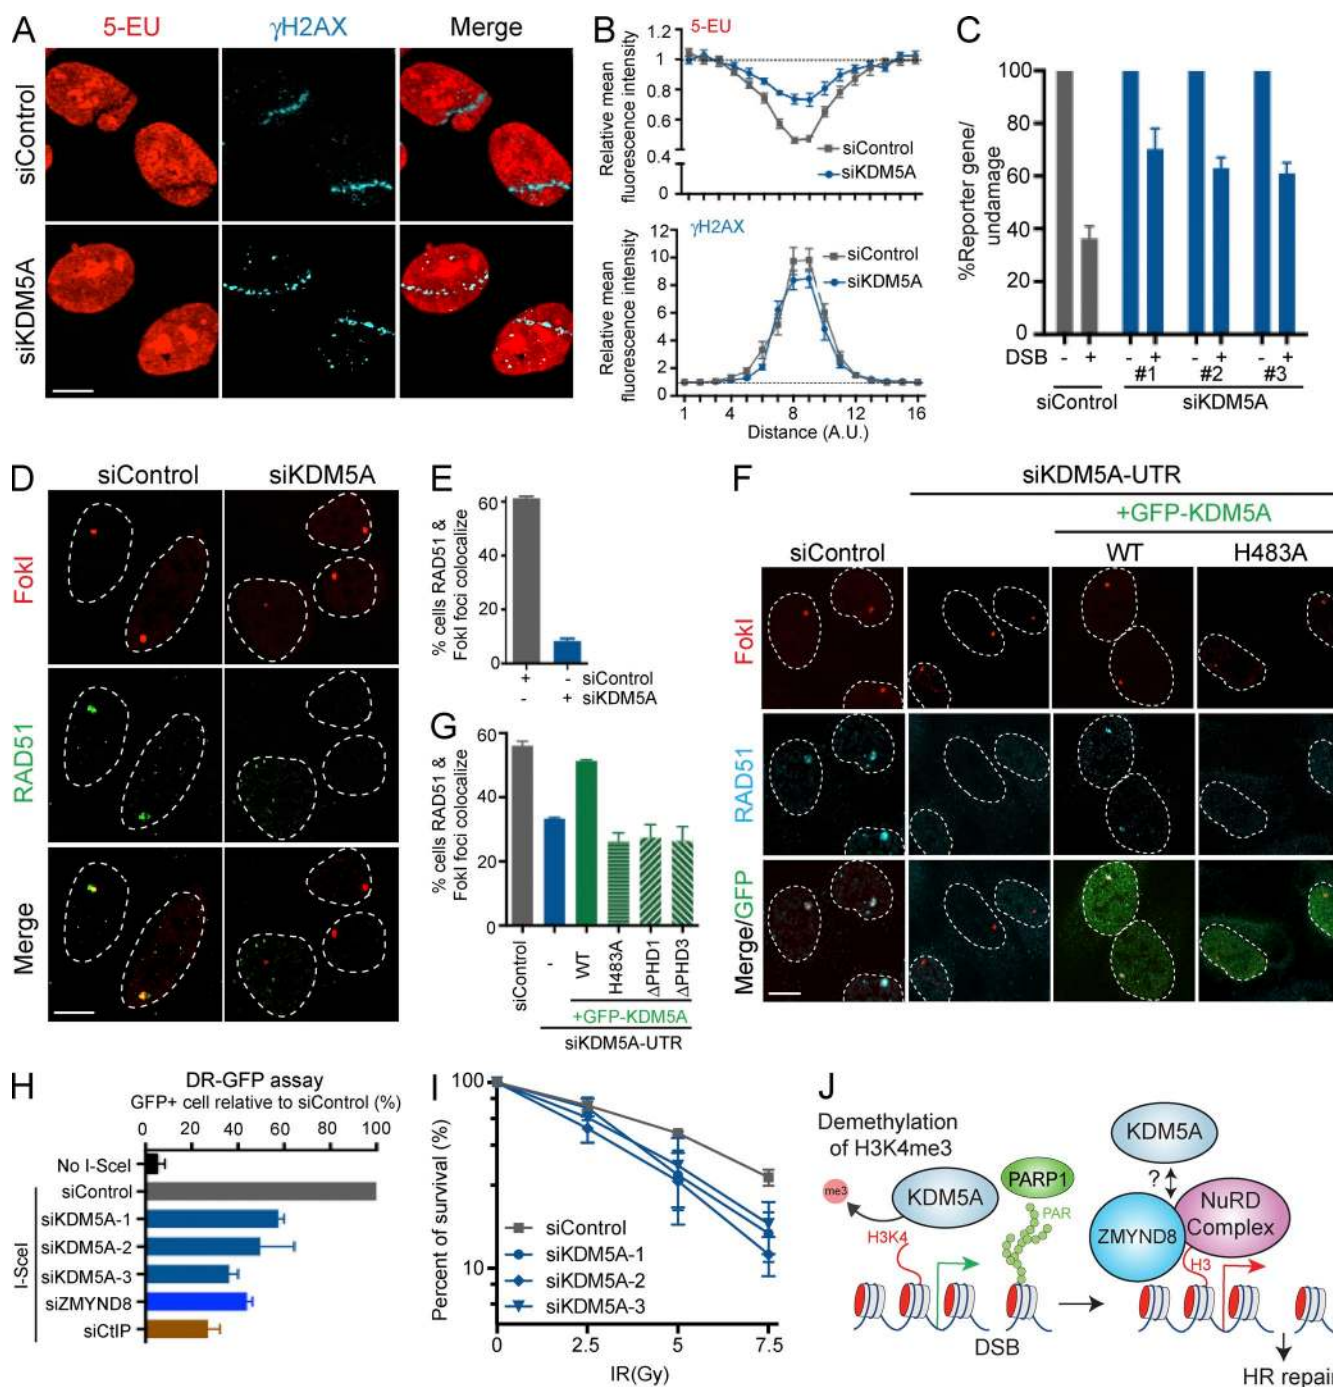 A
5-EU
γH2AX
Merge
siControl
siKDM5A
B
5-EU
Relative mean
fluorescence intensity
1.2
1
0.8
0.6
0.4
0
siControl
siKDM5A
γH2AX
Relative mean
fluorescence intensity
12
10
8
6
4
2
0
siControl
siKDM5A
1 4 8 12 16
Distance (A.U.)
C
%Reporter gene/
undamage
100
80
60
40
20
0
DSB - + - + - + - +
#1 #2 #3
siControl siKDM5A
D
siControl siKDM5A
FokI
RAD51
Merge
E
% cells RAD51 &
FokI foci colocalize
60
40
20
0
+ - siControl
- + siKDM5A
G
% cells RAD51 &
FokI foci colocalize
60
40
20
0
siControl
-
WT
H483A
ΔPHD1
ΔPHD3
+GFP-KDM5A
siKDM5A-UTR
F
siKDM5A-UTR
+GFP-KDM5A
siControl WT H483A
FokI
RAD51
Merge/GFP
H
DR-GFP assay
GFP+ cell relative to siControl (%)
0 20 40 60 80 100
No I-SceI
siControl
siKDM5A-1
siKDM5A-2
siKDM5A-3
siZMYND8
siCtIP
I-SceI
I
Percent of survival (%)
100
10
siControl
siKDM5A-1
siKDM5A-2
siKDM5A-3
0 2.5 5 7.5
IR(Gy)
J
Demethylation
of H3K4me3
me3
KDM5A
H3K4
PARP1
PAR
DSB
KDM5A
?
ZMYND8
NuRD
Complex
H3
HR repair